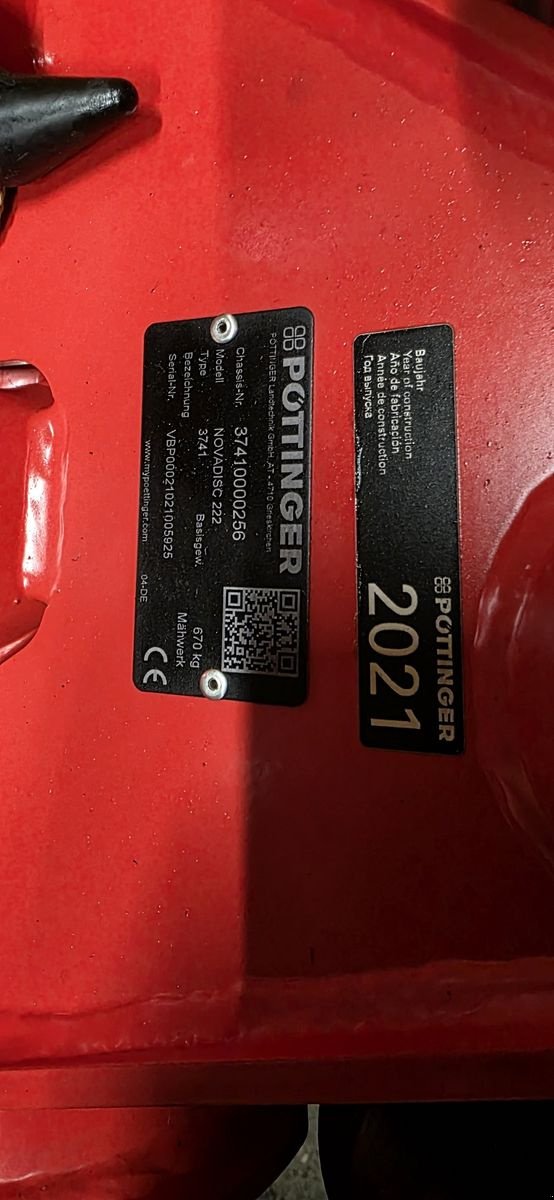 PÖTTINGER
PÖTTINGER Landtechnik GmbH, AT - 4710 Grieskirchen
Chassis-Nr. 37410000256
Modell NOVADISC 222
Type 3741 Basisgew. - 670 kg
Bezeichnung Mähwerk
Serial-Nr. VBP00021021005925
www.mypoettinger.com 04-DE
CE
Baujahr
Year of construction
Año de fabricación
Année de construction
Год выпуска
PÖTTINGER
2021